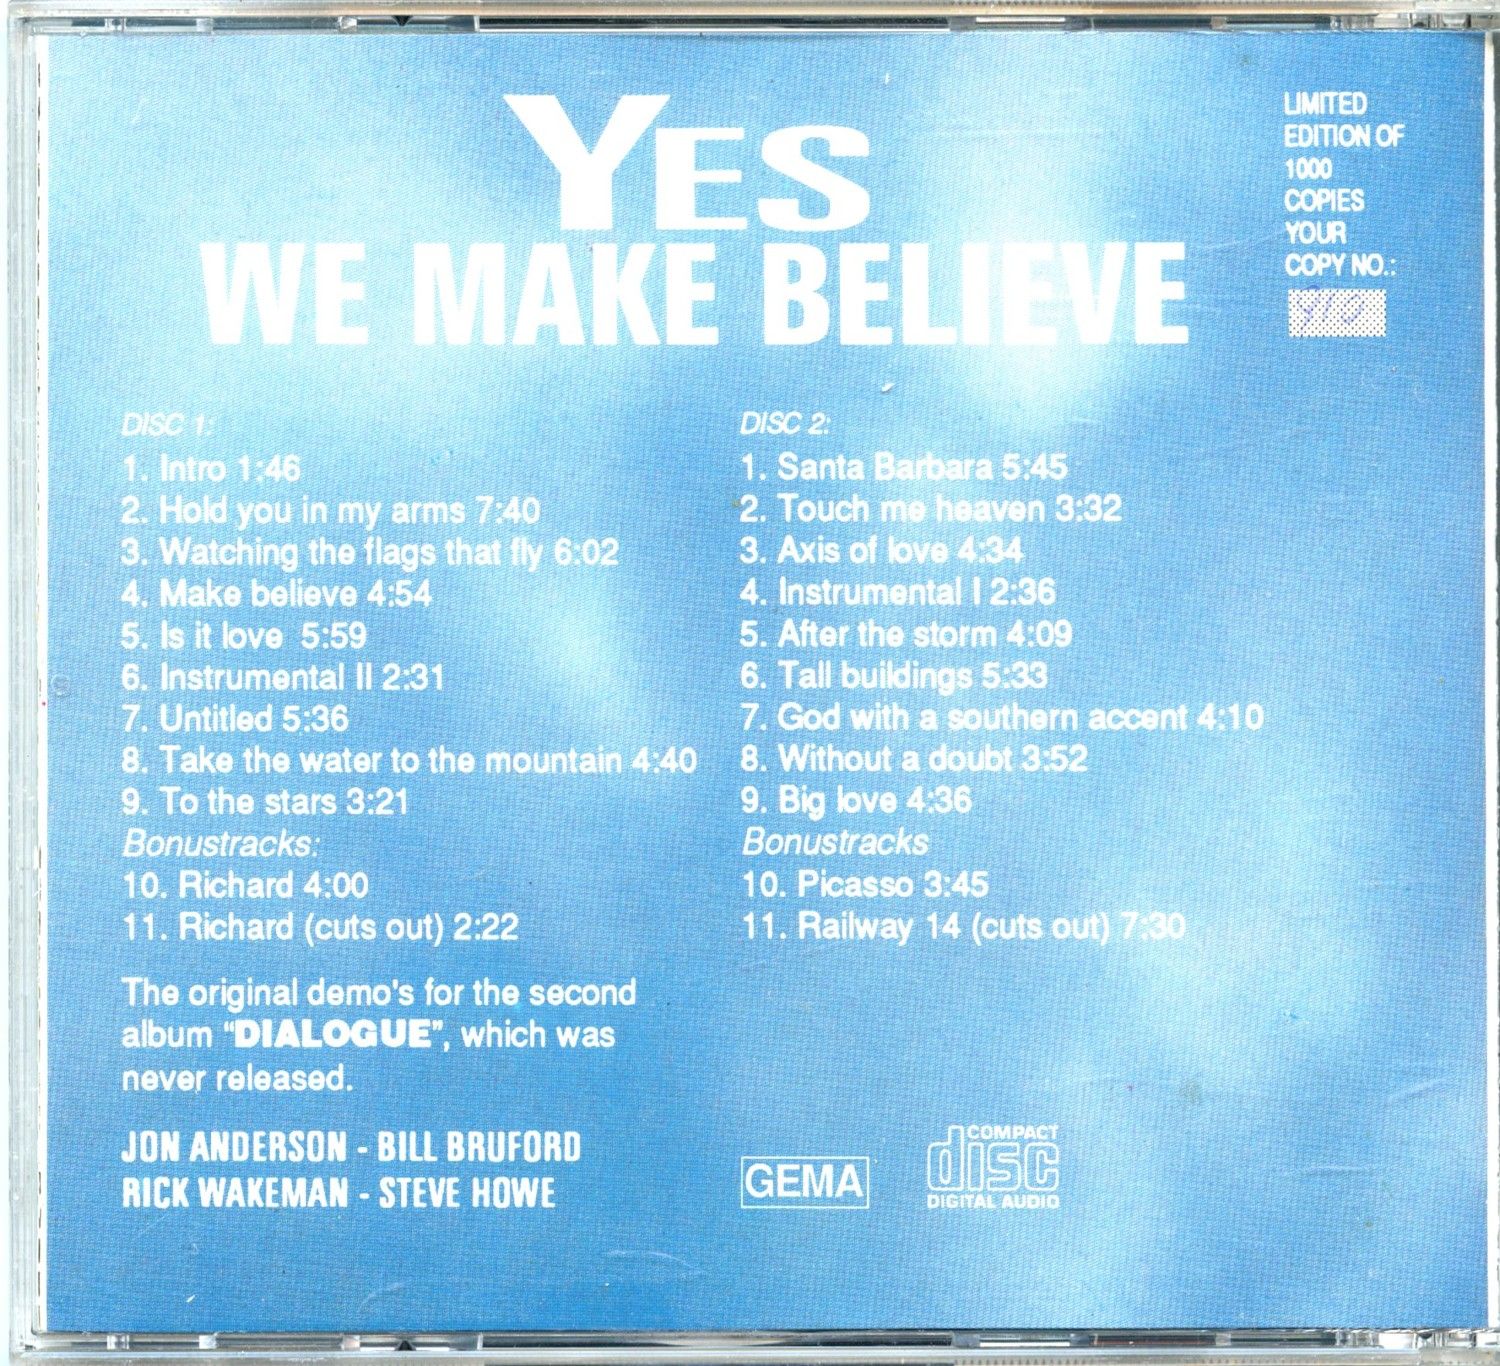 YES
WE MAKE BELIEVE
LIMITED
EDITION OF
1000
COPIES
YOUR
COPY NO.:
DISC 1:
1. Intro 1:46
2. Hold you in my arms 7:40
3. Watching the flags that fly 6:02
4. Make believe 4:54
5. Is it love 5:59
6. Instrumental II 2:31
7. Untitled 5:36
8. Take the water to the mountain 4:40
9. To the stars 3:21
Bonustracks:
10. Richard 4:00
11. Richard (cuts out) 2:22
DISC 2:
1. Santa Barbara 5:45
2. Touch me heaven 3:32
3. Axis of love 4:34
4. Instrumental I 2:36
5. After the storm 4:09
6. Tall buildings 5:33
7. God with a southern accent 4:10
8. Without a doubt 3:52
9. Big love 4:36
Bonustracks
10. Picasso 3:45
11. Railway 14 (cuts out) 7:30
The original demo's for the second
album "DIALOGUE", which was
never released.
JON ANDERSON - BILL BRUFORD
RICK WAKEMAN - STEVE HOWE
GEMA
COMPACT
disc
DIGITAL AUDIO